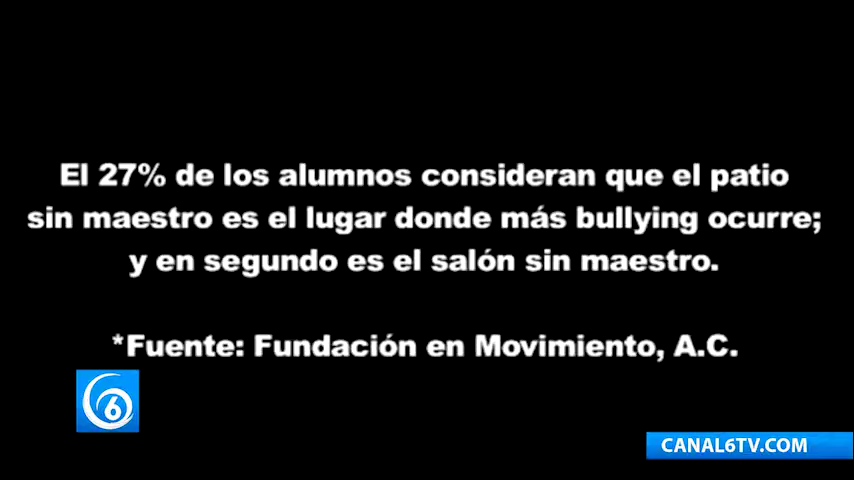 El 27% de los alumnos consideran que el patio
sin maestro es el lugar donde más bullying ocurre;
y en segundo es el salón sin maestro.
*Fuente: Fundación en Movimiento, A.C.
6
CANAL6TV.COM